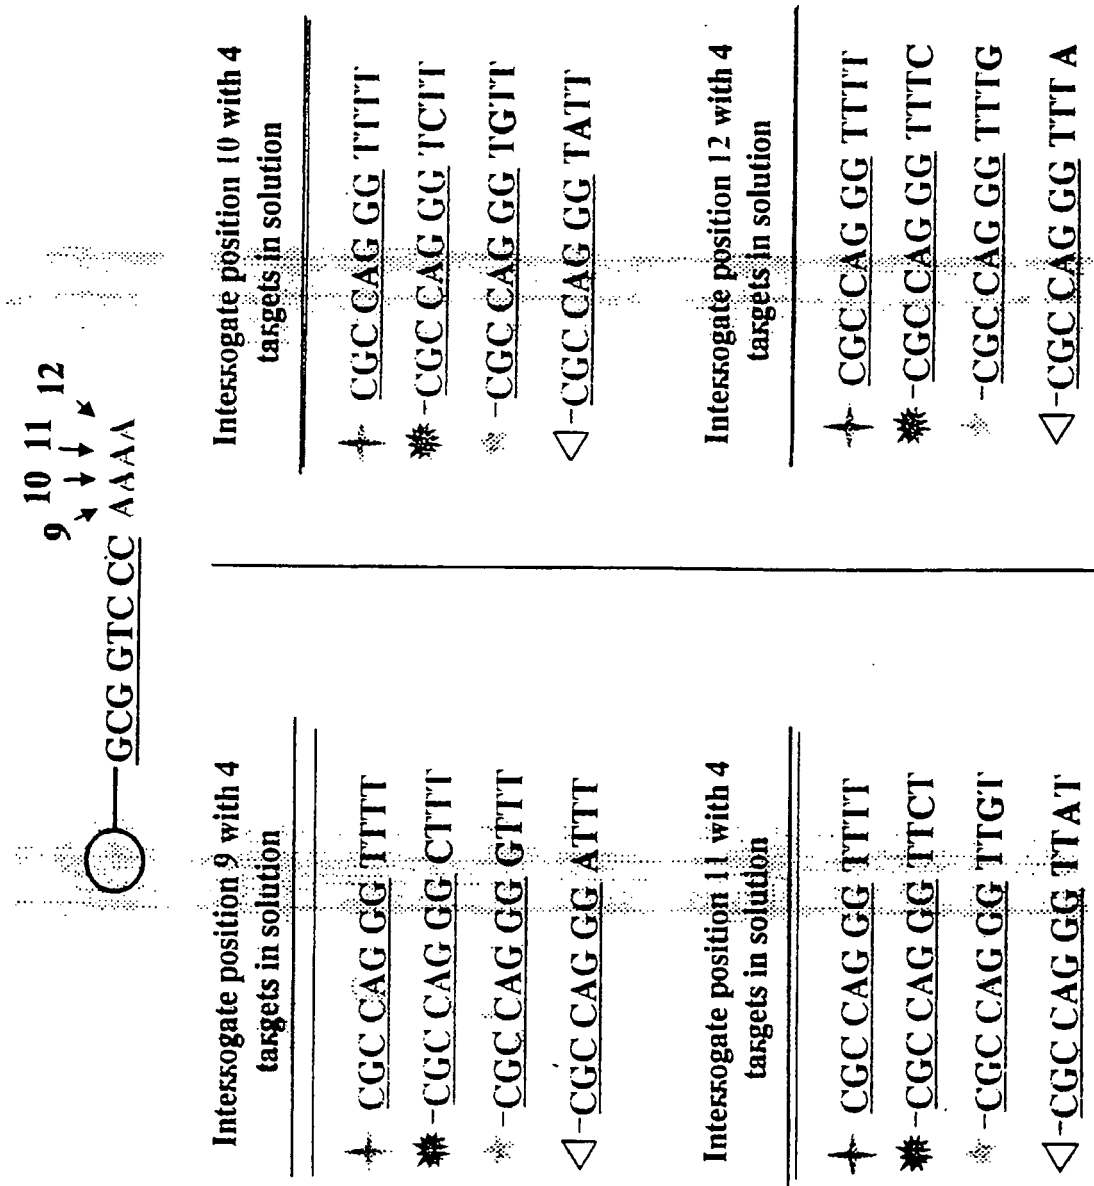 9 10 11 12
GCG GTC CC AAAA
Interrogate position 9 with 4
targets in solution
CGC CAG GG TTTT
-CGC CAG GG CTTT
-CGC CAG GG GTTT
-CGC CAG GG ATTT
Interrogate position 10 with 4
targets in solution
CGC CAG GG TTTT
-CGC CAG GG TCTT
-CGC CAG GG TGTT
-CGC CAG GG TATT
Interrogate position 11 with 4
targets in solution
CGC CAG GG TTTT
-CGC CAG GG TTCT
-CGC CAG GG TTGT
-CGC CAG GG TTAT
Interrogate position 12 with 4
targets in solution
CGC CAG GG TTTT
-CGC CAG GG TTTC
-CGC CAG GG TTTG
-CGC CAG GG TTT A